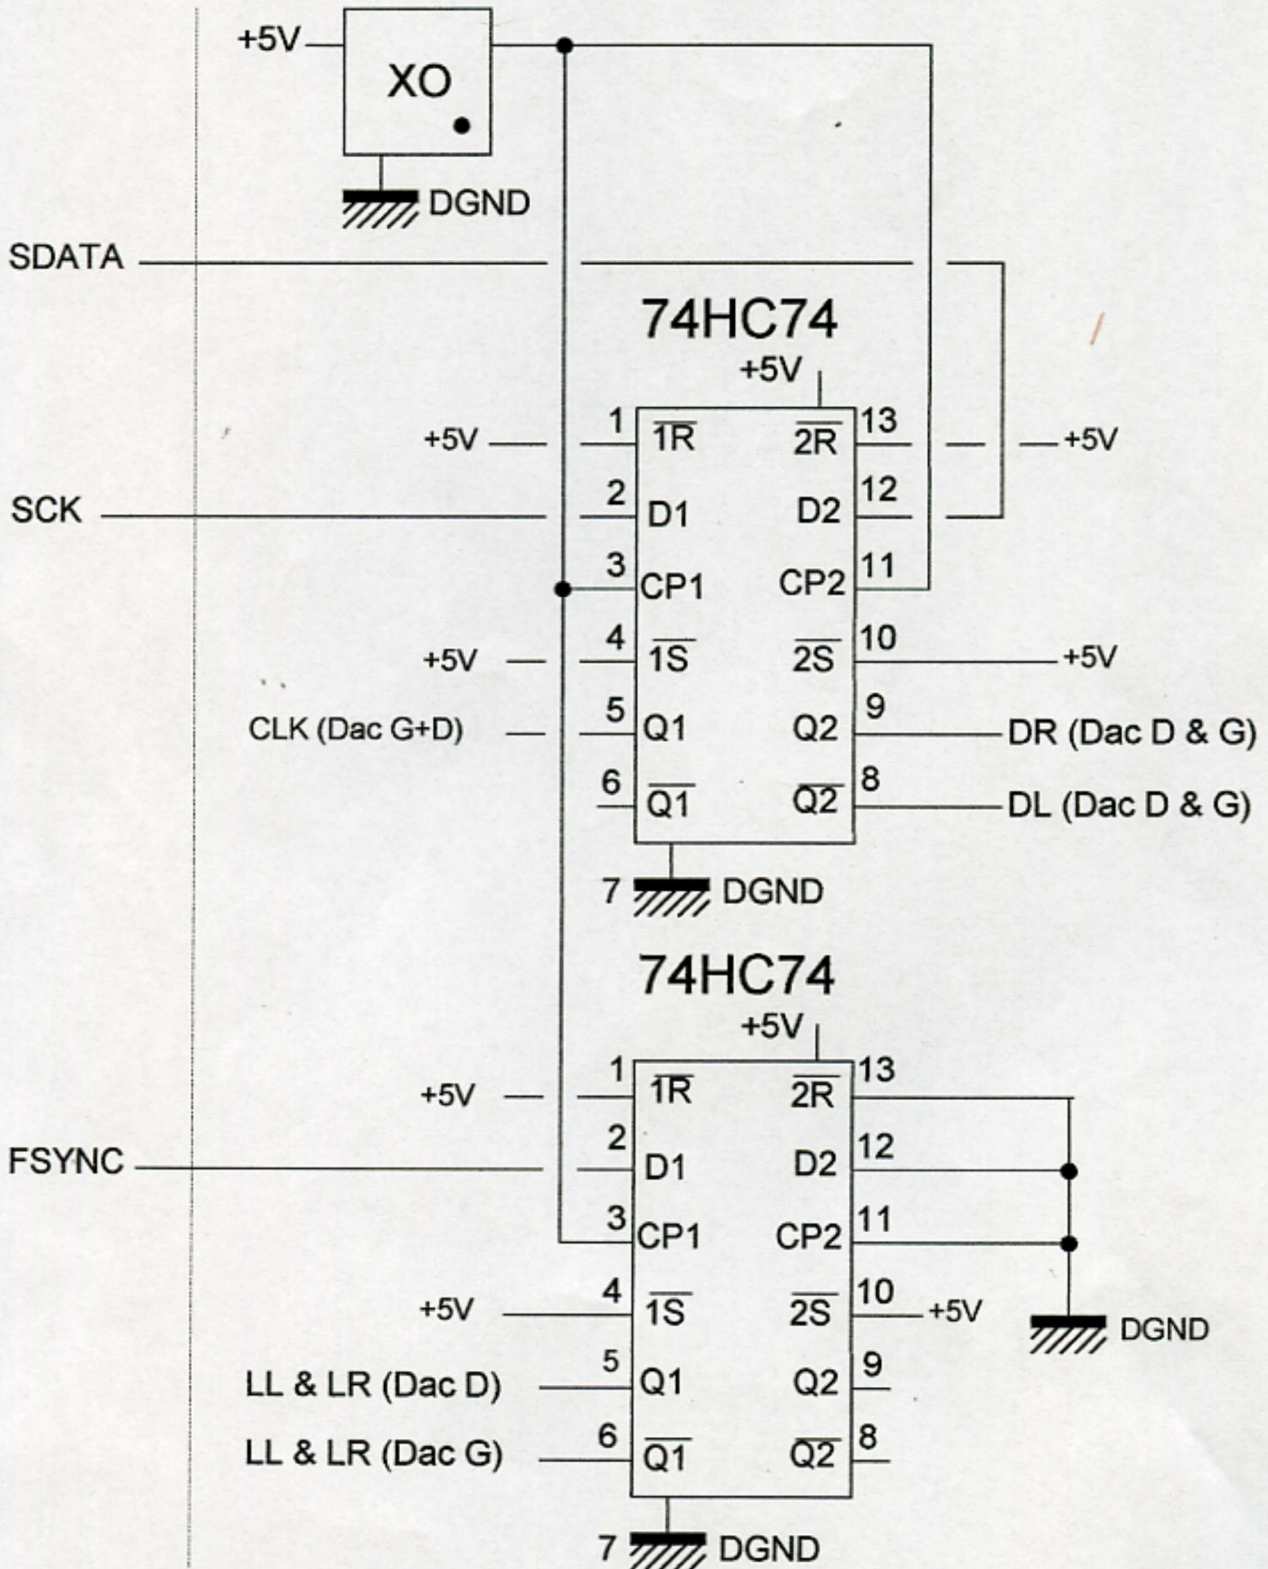 +5V
XO
DGND
SDATA
74HC74
+5V
1 1R 2R 13
+5V +5V
SCK
2 D1 D2 12
3 CP1 CP2 11
4 1S 2S 10
+5V +5V
CLK (Dac G+D)
5 Q1 Q2 9
DR (Dac D & G)
6 Q1 Q2 8
DL (Dac D & G)
7 DGND
74HC74
+5V
1 1R 2R 13
+5V
FSYNC
2 D1 D2 12
3 CP1 CP2 11
4 1S 2S 10
+5V +5V
DGND
LL & LR (Dac D)
5 Q1 Q2 9
LL & LR (Dac G)
6 Q1 Q2 8
7 DGND